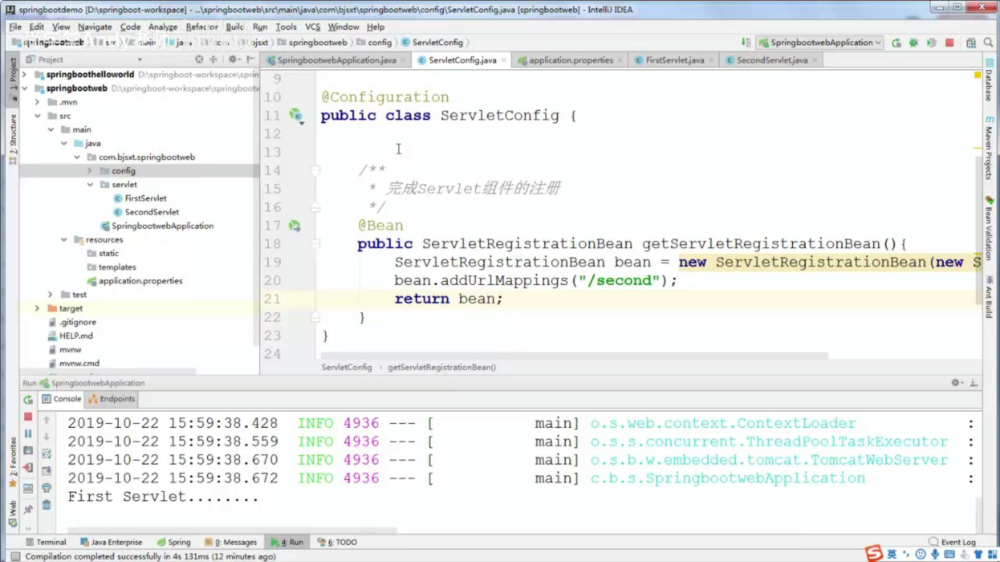 springbootdemo [D:\springboot-workspace] - ...\springbootweb\src\main\java\com\bjsxt\springbootweb\config\ServletConfig.java [springbootweb] - IntelliJ IDEA
File Edit View Navigate Code Analyze Refactor Build Run Tools VCS Window Help
springbootweb src main java com bjsxt springbootweb config ServletConfig
SpringbootwebApplication
Project
SpringbootwebApplication.java ServletConfig.java application.properties FirstServlet.java SecondServlet.java
1: Project
7: Structure
2: Favorites
Web
springboothelloworld D:\springboot-workspace\sprin
springbootweb D:\springboot-workspace\springbootw
.mvn
src
main
java
com.bjsxt.springbootweb
config
servlet
FirstServlet
SecondServlet
SpringbootwebApplication
resources
static
templates
application.properties
test
target
.gitignore
HELP.md
mvnw
mvnw.cmd
9
10 @Configuration
11 public class ServletConfig {
12
13
14 /**
15 * 完成Servlet组件的注册
16 */
17 @Bean
18 public ServletRegistrationBean getServletRegistrationBean(){
19 ServletRegistrationBean bean = new ServletRegistrationBean(new S
20 bean.addUrlMappings("/second");
21 return bean;
22 }
23 }
24
ServletConfig › getServletRegistrationBean()
Database
Maven Projects
Bean Validation
Ant Build
Run SpringbootwebApplication
Console Endpoints
2019-10-22 15:59:38.428 INFO 4936 --- [ main] o.s.web.context.ContextLoader :
2019-10-22 15:59:38.559 INFO 4936 --- [ main] o.s.s.concurrent.ThreadPoolTaskExecutor :
2019-10-22 15:59:38.670 INFO 4936 --- [ main] o.s.b.w.embedded.tomcat.TomcatWebServer :
2019-10-22 15:59:38.672 INFO 4936 --- [ main] c.b.s.SpringbootwebApplication :
First Servlet........
Terminal Java Enterprise Spring 0: Messages 4: Run 6: TODO Event Log
Compilation completed successfully in 4s 131ms (12 minutes ago)
英